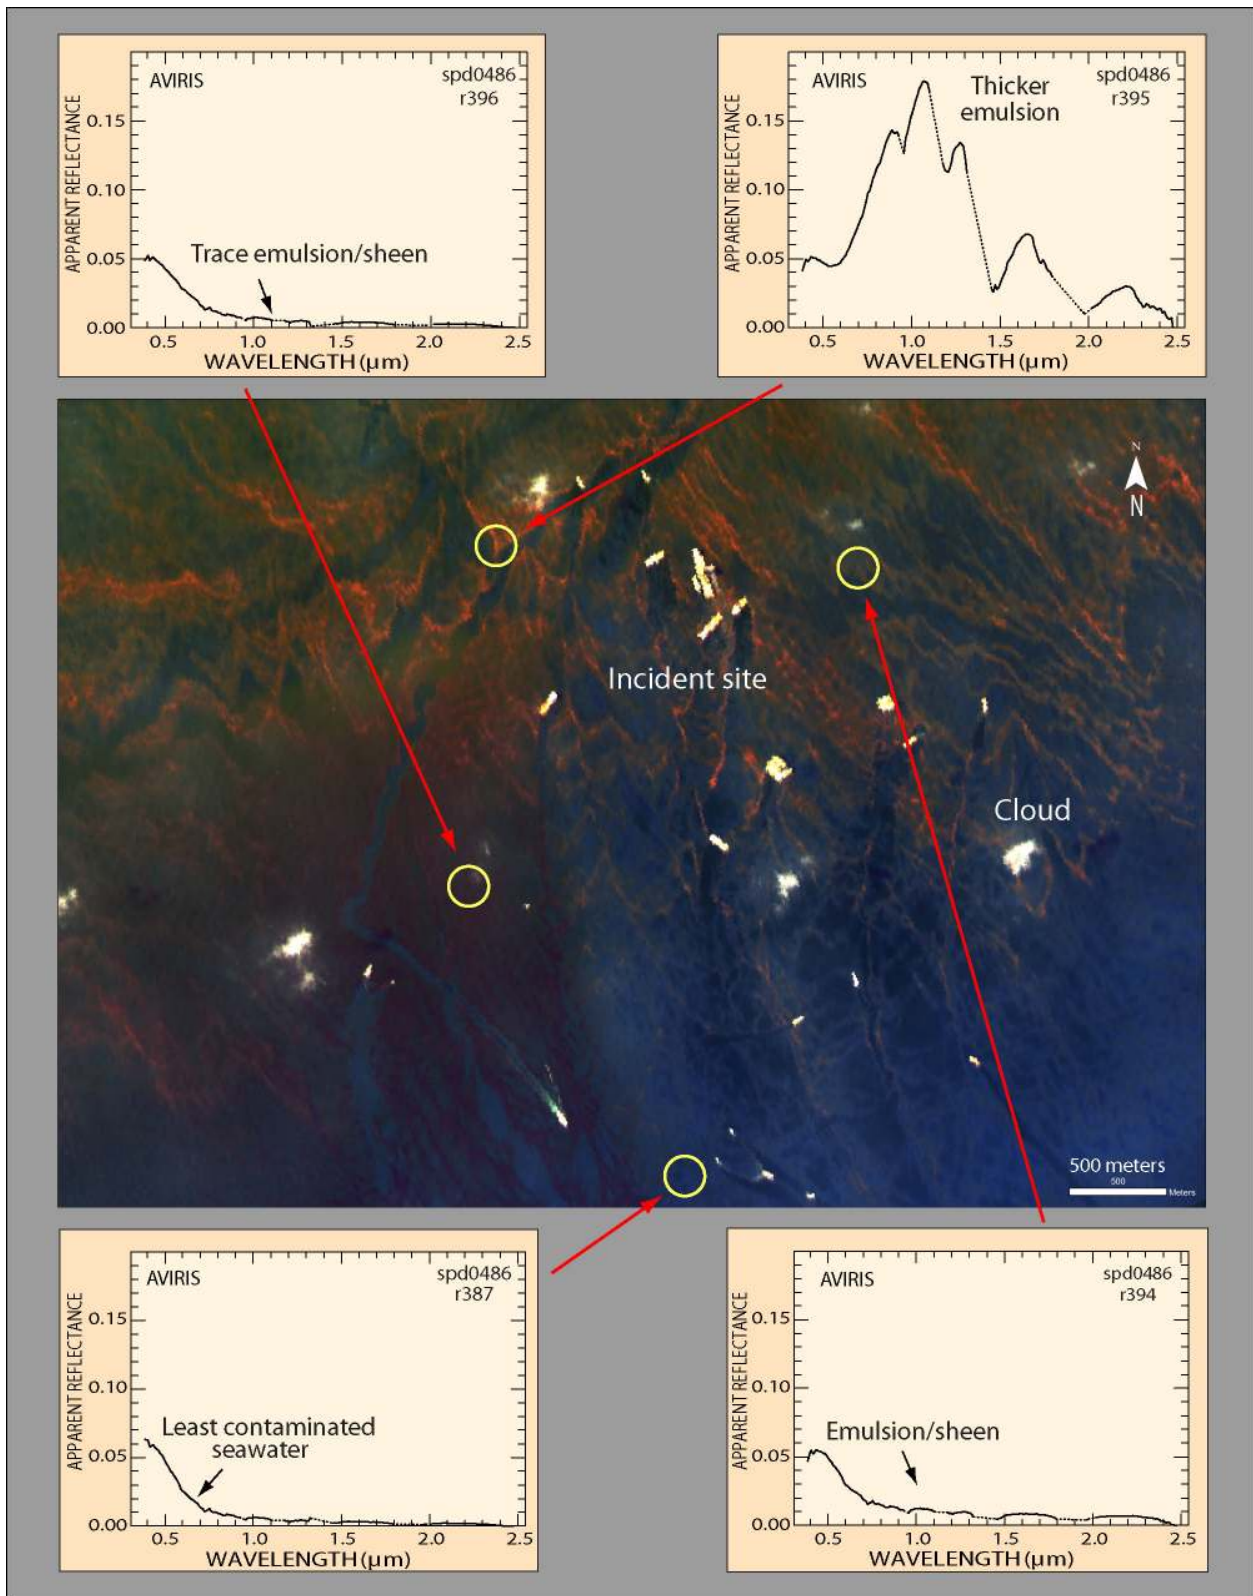 AVIRIS
spd0486
r396
APPARENT REFLECTANCE
0.15
0.10
0.05
0.00
Trace emulsion/sheen
0.5 1.0 1.5 2.0 2.5
WAVELENGTH (µm)
AVIRIS
Thicker
emulsion
spd0486
r395
APPARENT REFLECTANCE
0.15
0.10
0.05
0.00
0.5 1.0 1.5 2.0 2.5
WAVELENGTH (µm)
N
N
Incident site
Cloud
500 meters
500
Meters
AVIRIS
spd0486
r387
APPARENT REFLECTANCE
0.15
0.10
0.05
0.00
Least contaminated
seawater
0.5 1.0 1.5 2.0 2.5
WAVELENGTH (µm)
AVIRIS
spd0486
r394
APPARENT REFLECTANCE
0.15
0.10
0.05
0.00
Emulsion/sheen
0.5 1.0 1.5 2.0 2.5
WAVELENGTH (µm)